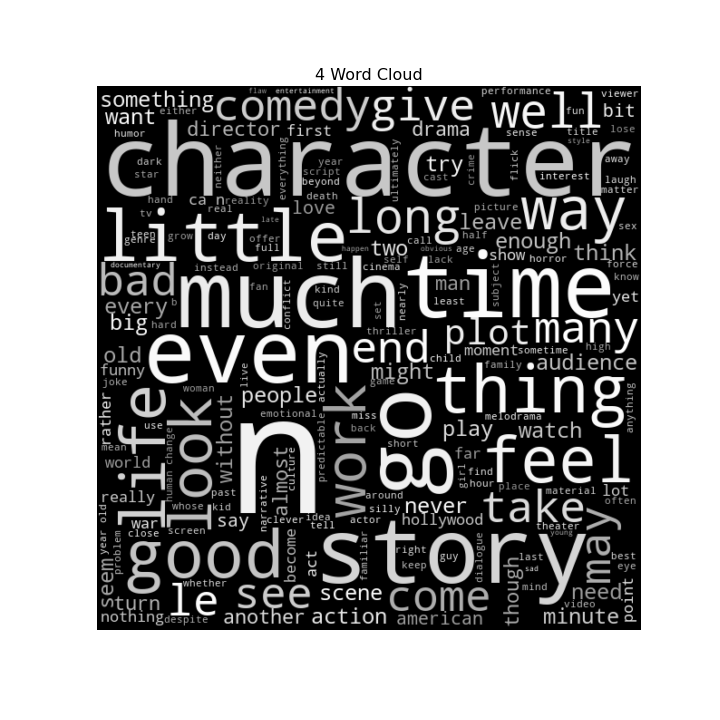 4 Word Cloud
flaw entertainment performance viewer
something comedy give well fun bit
want either director first drama sense title lose
humor neither everything ultimately style
character
dark year try crime flick away
star script cast interest laugh
beyond matter
hand ca n reality death picture way sex
tv real love long leave
little late half enough
teen grow day offer call think
genre full happen two obvious age show horror
documentary instead original still cinema self lack force
bad much time subject know
every b fan conflict kind set nearly man least yet
big hard quite thriller plot many
even end moment sometime high
old might child family audience
funny woman live actually game thing anything
joke people
rather life look without n emotional predictable work miss go melodrama
use back play watch
mean human change almost short far feel
world culture girl find
really past narrative hour place material lot often
whose kid around never take
war say clever idea silly hollywood theater
close screen tell actor young
year old problem good become act familiar story may
right guy dialogue last best
keep sad eye
seem whether mind
turn le see scene come though need point
nothing despite another action american video minute